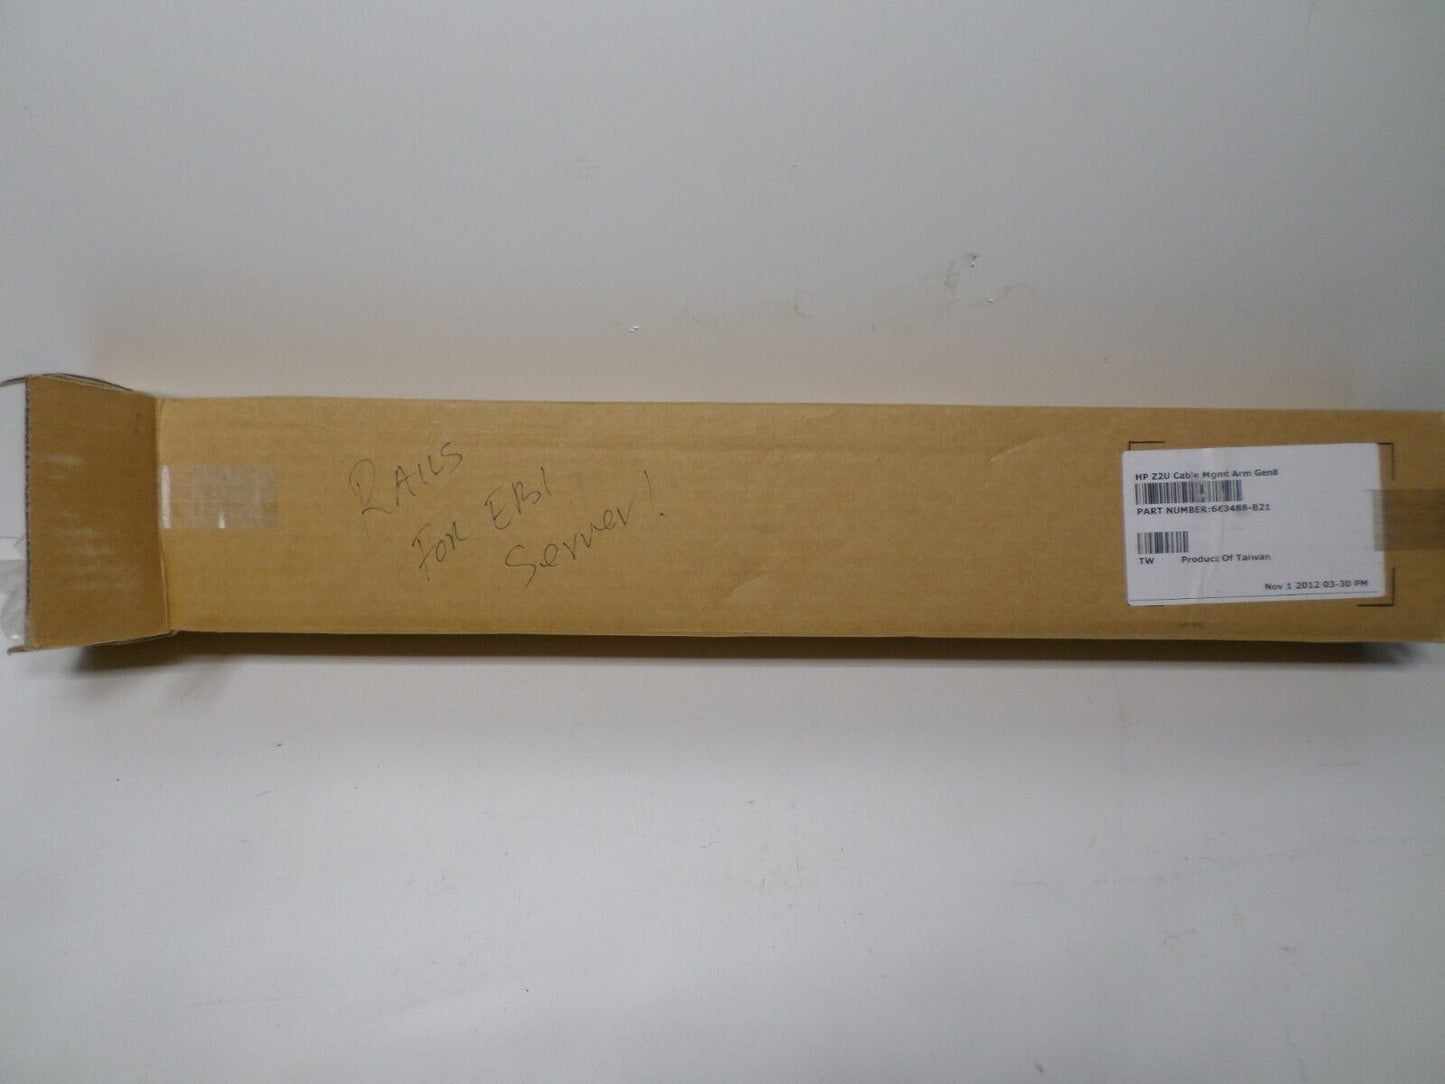 RAILS
FOR EBI
Server!
HP Z2U Cable Mgmt Arm Gen8
PART NUMBER:663488-B21
TW Product Of Taiwan
Nov 1 2012 03-30 PM